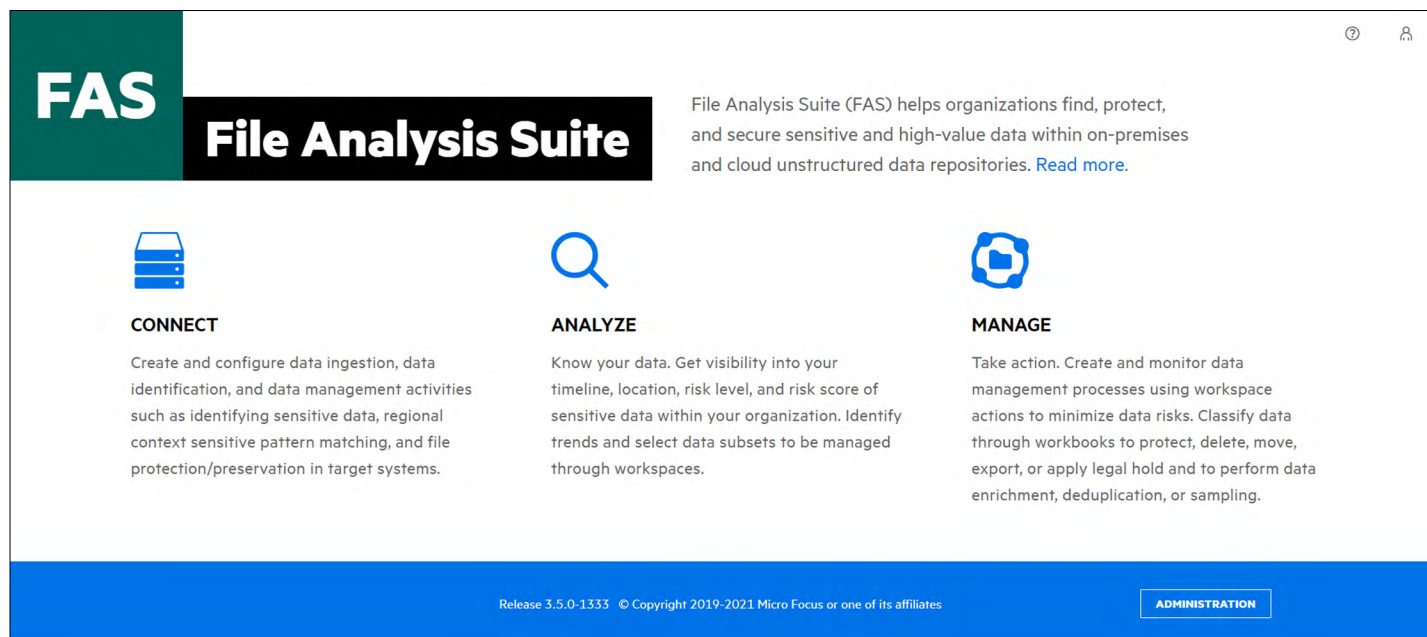 FAS
File Analysis Suite
File Analysis Suite (FAS) helps organizations find, protect,
and secure sensitive and high-value data within on-premises
and cloud unstructured data repositories. Read more.
CONNECT
Create and configure data ingestion, data
identification, and data management activities
such as identifying sensitive data, regional
context sensitive pattern matching, and file
protection/preservation in target systems.
ANALYZE
Know your data. Get visibility into your
timeline, location, risk level, and risk score of
sensitive data within your organization. Identify
trends and select data subsets to be managed
through workspaces.
MANAGE
Take action. Create and monitor data
management processes using workspace
actions to minimize data risks. Classify data
through workbooks to protect, delete, move,
export, or apply legal hold and to perform data
enrichment, deduplication, or sampling.
Release 3.5.0-1333 © Copyright 2019-2021 Micro Focus or one of its affiliates
ADMINISTRATION